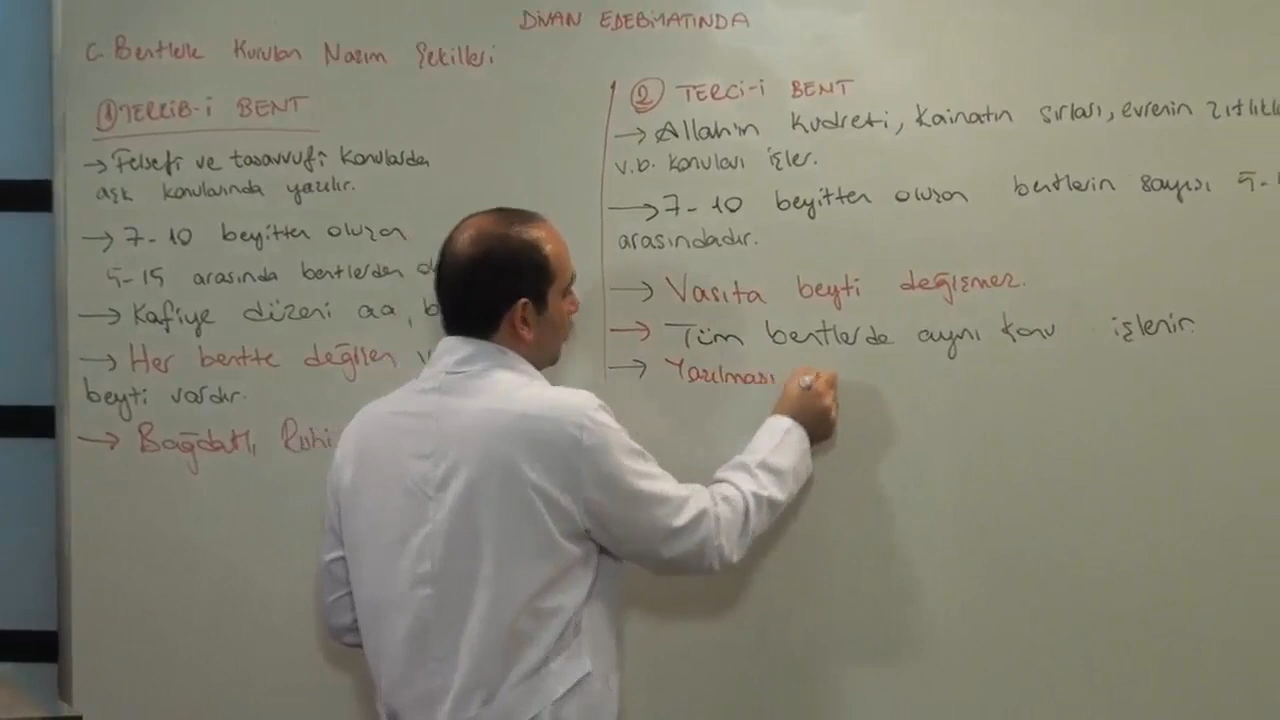 DİVAN EDEBİYATINDA
C. Bentlerle Kurulan Nazım Şekilleri
① TERKİB-İ BENT
→ Felsefi ve tasavvufi konularda
aşk konularında yazılır.
→ 7-10 beyitten oluşan
5-15 arasında bentlerden
→ Kafiye düzeni aa,
→ Her bentte değişen
beyti vardır.
→ Bağdatlı Ruhi
② TERCİ-İ BENT
→ Allah'ın kudreti, kainatın sırları, evrenin
v.b. konuları işler.
→ 7-10 beyitten oluşan bentlerin sayısı 5-
arasındadır.
→ Vasıta beyti değişmez.
→ Tüm bentlerde aynı konu işlenir.
→ Yazılması